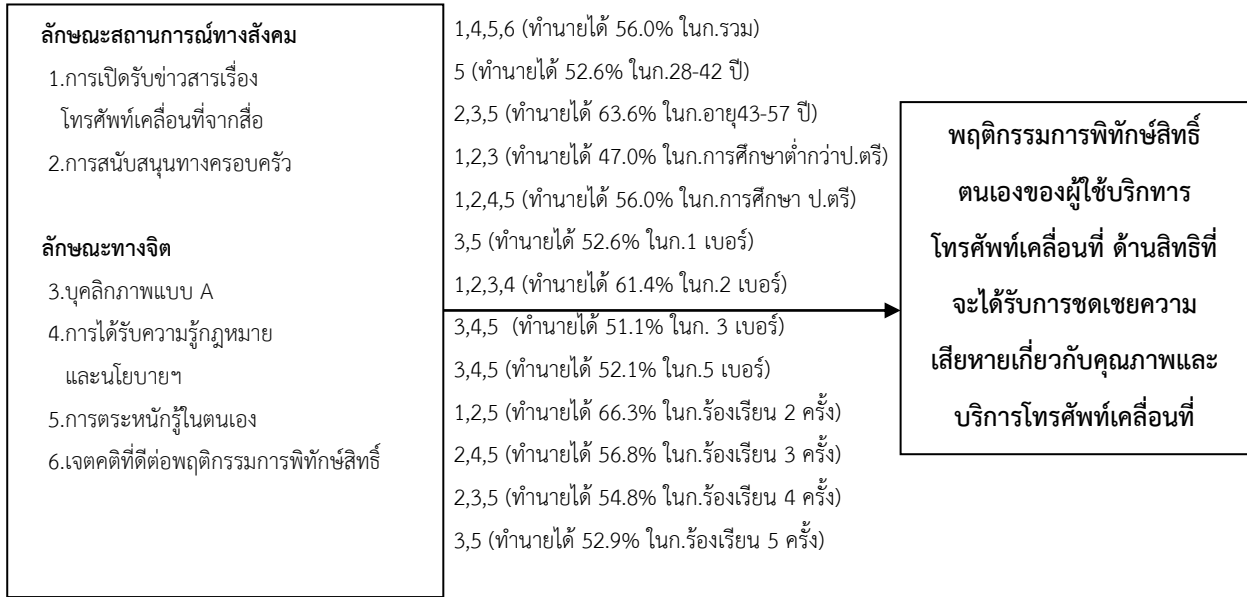 ลักษณะสถานการณ์ทางสังคม
1.การเปิดรับข่าวสารเรื่อง
โทรศัพท์เคลื่อนที่จากสื่อ
2.การสนับสนุนทางครอบครัว
ลักษณะทางจิต
3.บุคลิกภาพแบบ A
4.การได้รับความรู้กฎหมาย
และนโยบายฯ
5.การตระหนักรู้ในตนเอง
6.เจตคติที่ดีต่อพฤติกรรมการพิทักษ์สิทธิ์
1,4,5,6 (ทำนายได้ 56.0% ในก.รวม)
5 (ทำนายได้ 52.6% ในก.28-42 ปี)
2,3,5 (ทำนายได้ 63.6% ในก.อายุ43-57 ปี)
1,2,3 (ทำนายได้ 47.0% ในก.การศึกษาต่ำกว่าป.ตรี)
1,2,4,5 (ทำนายได้ 56.0% ในก.การศึกษา ป.ตรี)
3,5 (ทำนายได้ 52.6% ในก.1 เบอร์)
1,2,3,4 (ทำนายได้ 61.4% ในก.2 เบอร์)
3,4,5 (ทำนายได้ 51.1% ในก. 3 เบอร์)
3,4,5 (ทำนายได้ 52.1% ในก.5 เบอร์)
1,2,5 (ทำนายได้ 66.3% ในก.ร้องเรียน 2 ครั้ง)
2,4,5 (ทำนายได้ 56.8% ในก.ร้องเรียน 3 ครั้ง)
2,3,5 (ทำนายได้ 54.8% ในก.ร้องเรียน 4 ครั้ง)
3,5 (ทำนายได้ 52.9% ในก.ร้องเรียน 5 ครั้ง)
พฤติกรรมการพิทักษ์สิทธิ์
ตนเองของผู้ใช้บริกทาร
โทรศัพท์เคลื่อนที่ ด้านสิทธิที่
จะได้รับการชดเชยความ
เสียหายเกี่ยวกับคุณภาพและ
บริการโทรศัพท์เคลื่อนที่